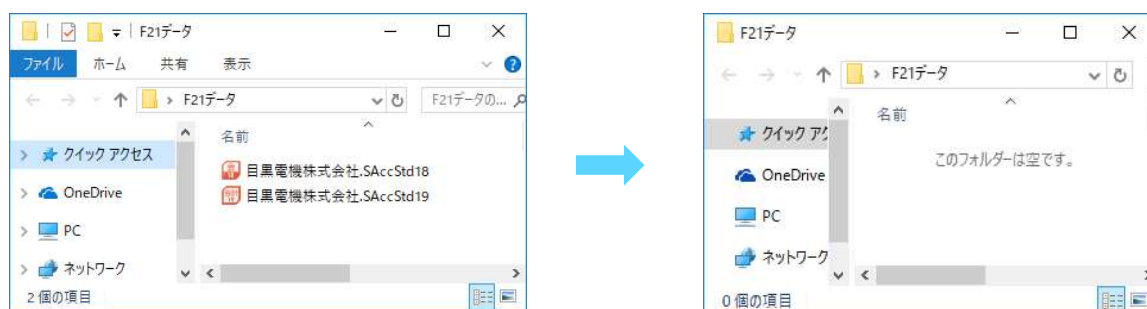 F21データ
ファイル ホーム 共有 表示
F21データ
F21データの...
名前
クイック アクセス
目黒電機株式会社.SAccStd18
OneDrive
目黒電機株式会社.SAccStd19
PC
ネットワーク
2 個の項目
F21データ
F21データ
名前
クイック アク
このフォルダーは空です。
OneDrive
PC
ネットワーク
0 個の項目